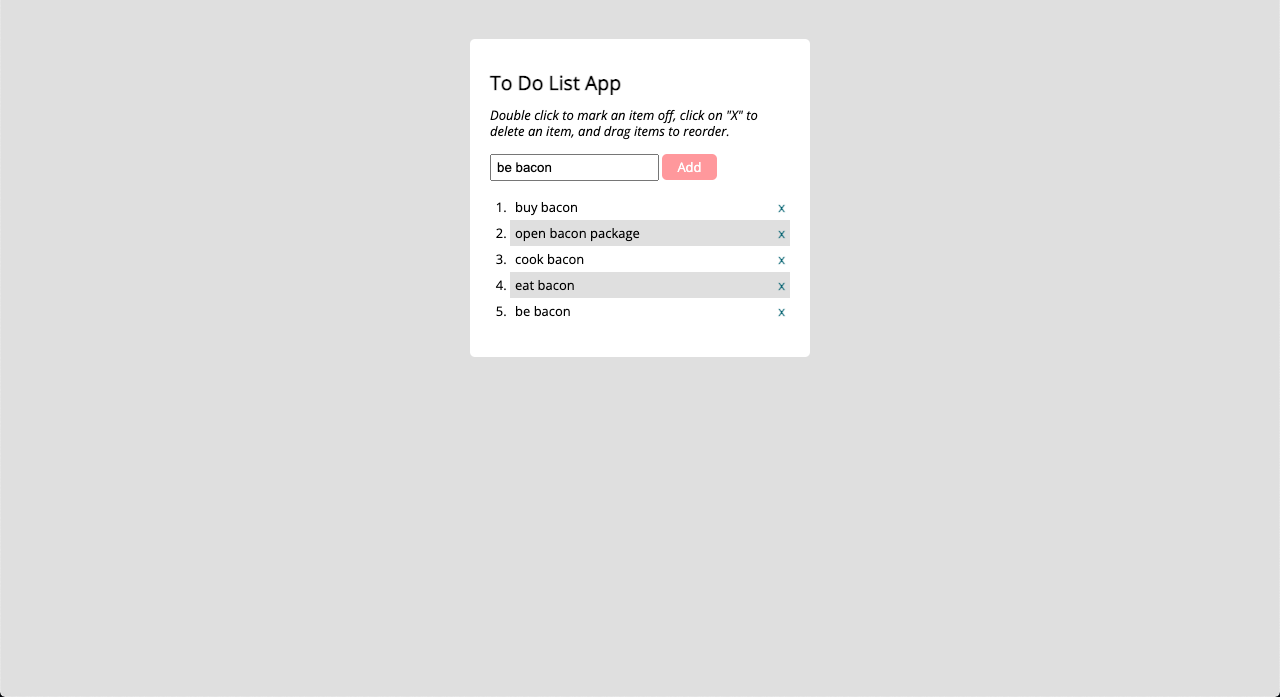 To Do List App
Double click to mark an item off, click on "X" to
delete an item, and drag items to reorder.
be bacon Add
1. buy bacon x
2. open bacon package x
3. cook bacon x
4. eat bacon x
5. be bacon x